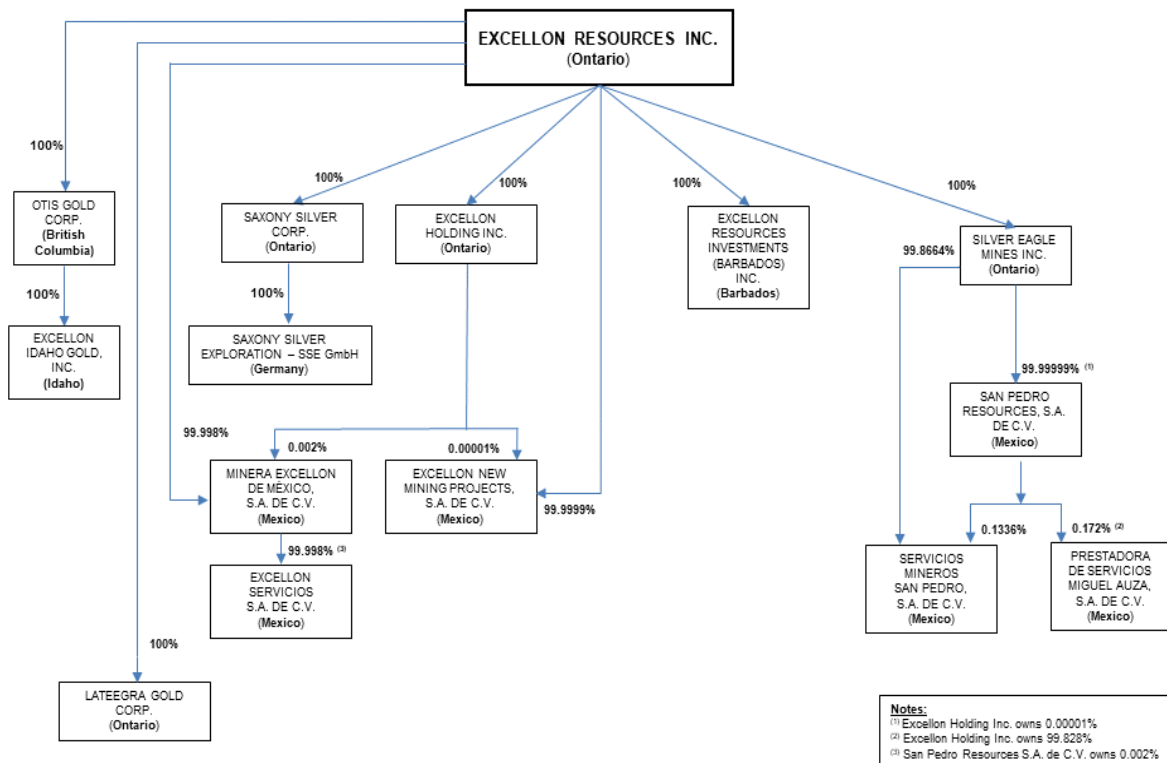 EXCELLON RESOURCES INC.
(Ontario)
100%
100%
100%
100%
100%
OTIS GOLD
CORP.
(British
Columbia)
SAXONY SILVER
CORP.
(Ontario)
EXCELLON
HOLDING INC.
(Ontario)
EXCELLON
RESOURCES
INVESTMENTS
(BARBADOS)
INC.
(Barbados)
SILVER EAGLE
MINES INC.
(Ontario)
99.8664%
100%
100%
EXCELLON
IDAHO GOLD,
INC.
(Idaho)
SAXONY SILVER
EXPLORATION – SSE GmbH
(Germany)
99.99999% (1)
SAN PEDRO
RESOURCES, S.A.
DE C.V.
(Mexico)
99.998%
0.002%
0.00001%
MINERA EXCELLON
DE MÉXICO,
S.A. DE C.V.
(Mexico)
EXCELLON NEW
MINING PROJECTS,
S.A. DE C.V.
(Mexico)
99.9999%
99.998% (3)
EXCELLON
SERVICIOS
S.A. DE C.V.
(Mexico)
0.1336%
0.172% (2)
SERVICIOS
MINEROS
SAN PEDRO,
S.A. DE C.V.
(Mexico)
PRESTADORA
DE SERVICIOS
MIGUEL AUZA,
S.A. DE C.V.
(Mexico)
100%
LATEEGRA GOLD
CORP.
(Ontario)
Notes:
(1) Excellon Holding Inc. owns 0.00001%
(2) Excellon Holding Inc. owns 99.828%
(3) San Pedro Resources S.A. de C.V. owns 0.002%